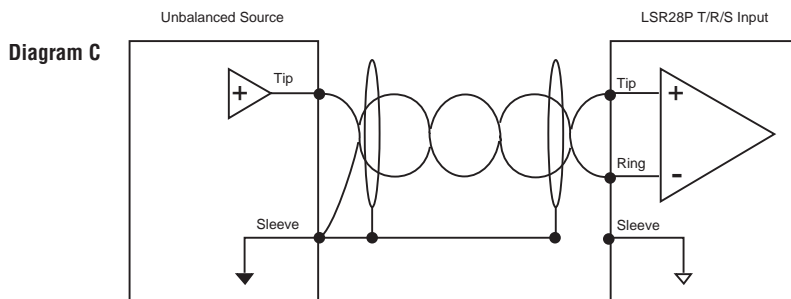 Unbalanced Source
LSR28P T/R/S Input
Diagram C
Tip
Tip
+
+
Ring
-
Sleeve
Sleeve